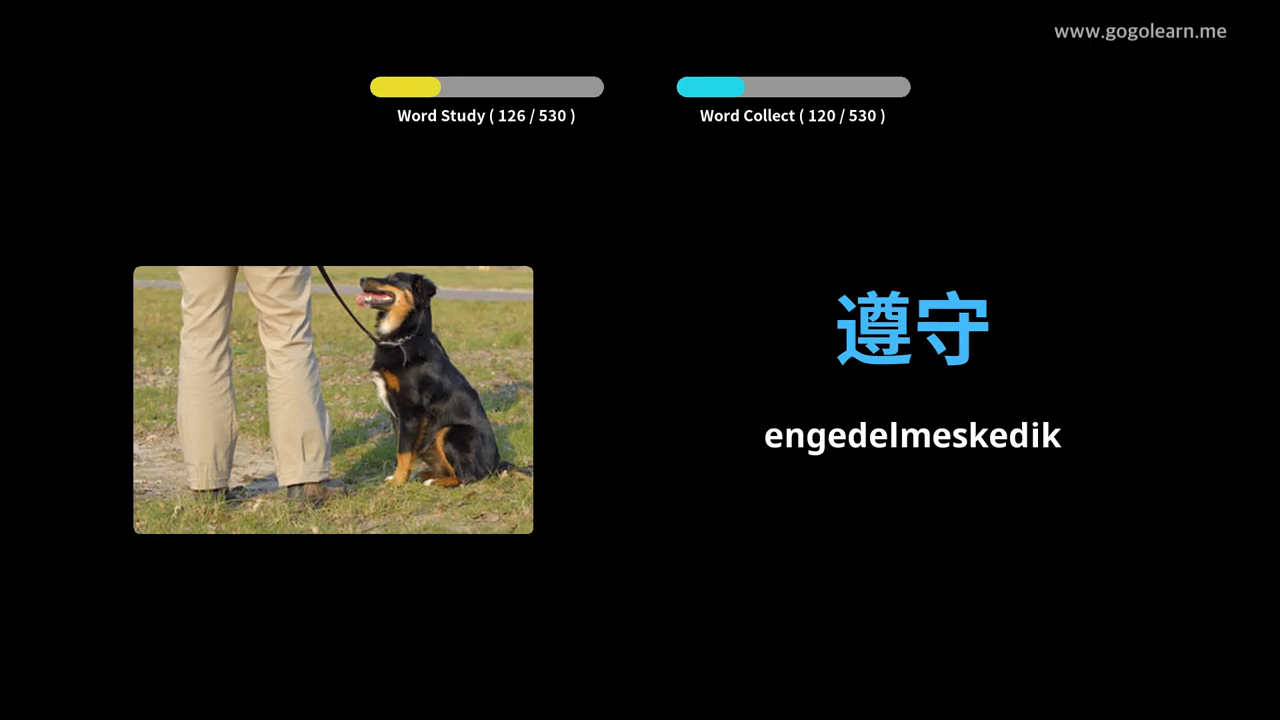 www.gogolearn.me
Word Study ( 126 / 530 )
Word Collect ( 120 / 530 )
遵守
engedelmeskedik